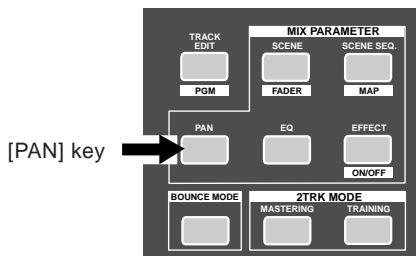 MIX PARAMETER
TRACK
EDIT
SCENE
SCENE SEQ.
PGM
FADER
MAP
PAN
EQ
EFFECT
[PAN] key
ON/OFF
BOUNCE MODE
2TRK MODE
MASTERING
TRAINING